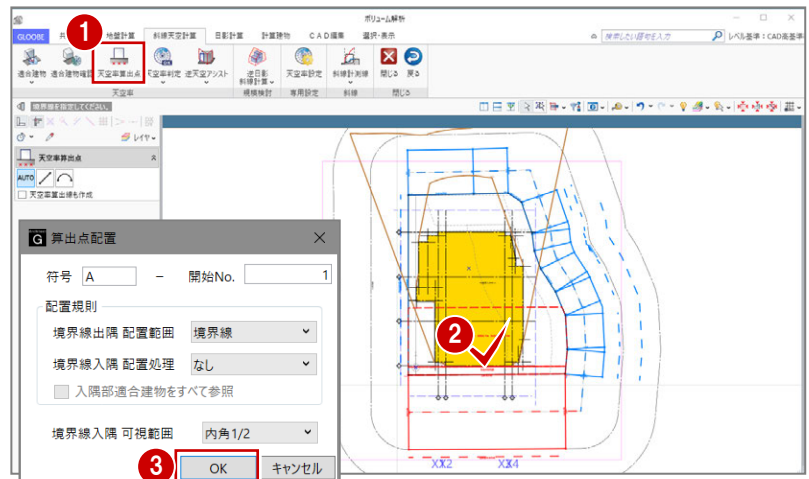 ボリューム解析
GLOOBE
地盤計算
斜線天空計算
日影計算
計算建物
CAD編集
選択・表示
検索したい語句を入力
レベル基準：CAD高基準
1
適合建物
適合建物確認
天空率算出点
天空率判定
逆天空アシスト
逆日影
斜線計算
天空率設定
斜線計測線
閉じる
戻る
天空率
規模検討
専用設定
斜線
閉じる
境界線を指定してください。
レイヤ
天空率算出点
AUTO
天空率算出線も作成
G 算出点配置
符号 A － 開始No. 1
配置規則
境界線出隅 配置範囲 境界線
境界線入隅 配置処理 なし
入隅部適合建物をすべて参照
境界線入隅 可視範囲 内角1/2
3
OK
キャンセル
2
XX2
XX4